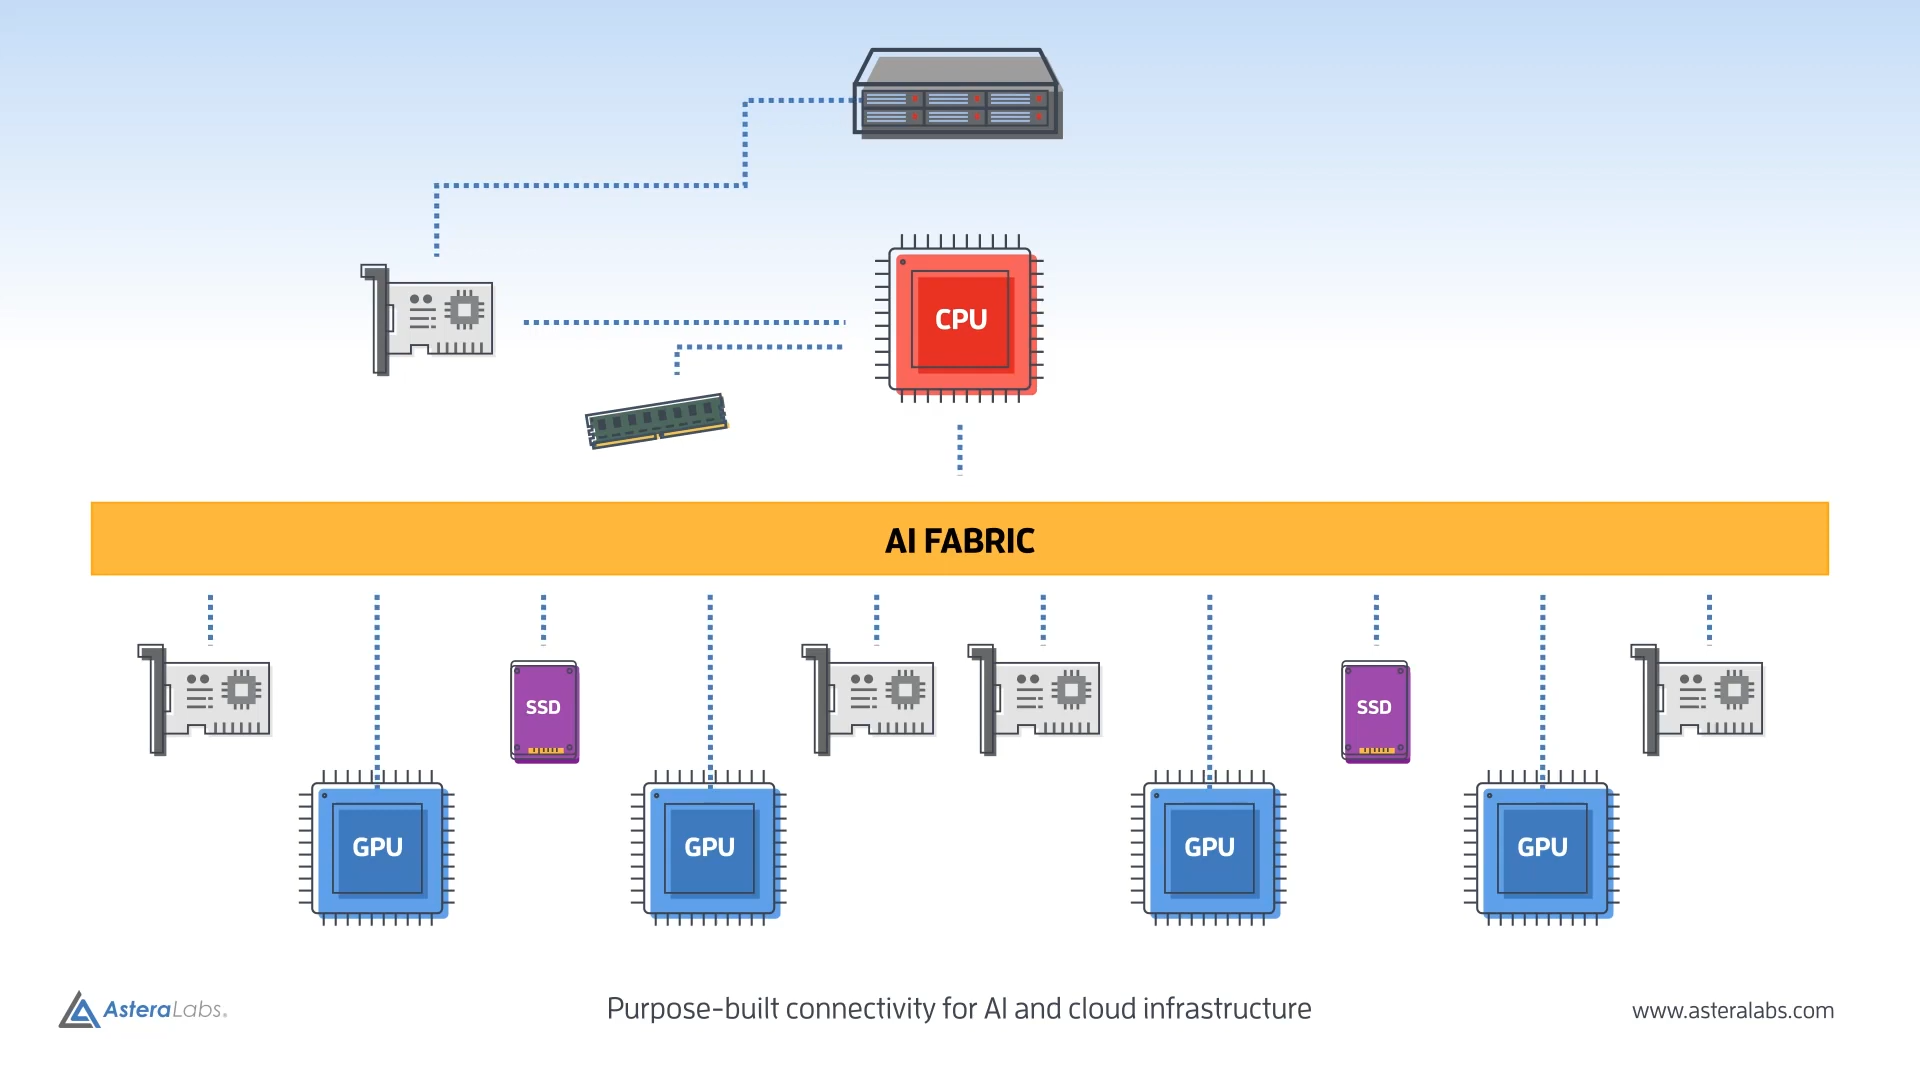 CPU
AI FABRIC
SSD
SSD
GPU
GPU
GPU
GPU
AsteraLabs®
Purpose-built connectivity for AI and cloud infrastructure
www.asteralabs.com